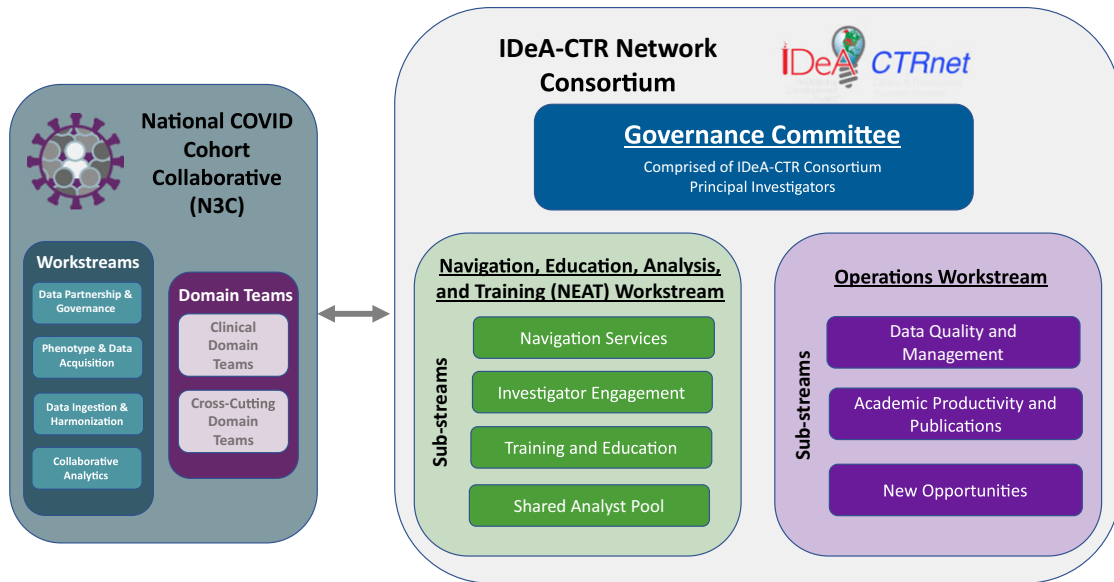 National COVID
Cohort
Collaborative
(N3C)
Workstreams
Data Partnership &
Governance
Phenotype & Data
Acquisition
Data Ingestion &
Harmonization
Collaborative
Analytics
Domain Teams
Clinical
Domain
Teams
Cross-Cutting
Domain
Teams
IDeA-CTR Network
Consortium
IDeA CTRnet
Governance Committee
Comprised of IDeA-CTR Consortium
Principal Investigators
Navigation, Education, Analysis,
and Training (NEAT) Workstream
Sub-streams
Navigation Services
Investigator Engagement
Training and Education
Shared Analyst Pool
Operations Workstream
Sub-streams
Data Quality and
Management
Academic Productivity and
Publications
New Opportunities